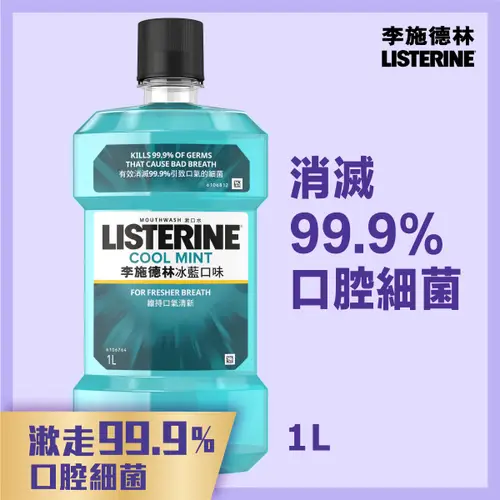 李施德林
LISTERINE®
KILLS 99.9% OF GERMS
THAT CAUSE BAD BREATH
有效消滅99.9%引致口氣的細菌
MOUTHWASH 漱口水
LISTERINE®
COOL MINT
李施德林冰藍口味
FOR FRESHER BREATH
維持口氣清新
1L
消滅
99.9%
口腔細菌
漱走99.9%
口腔細菌
1L